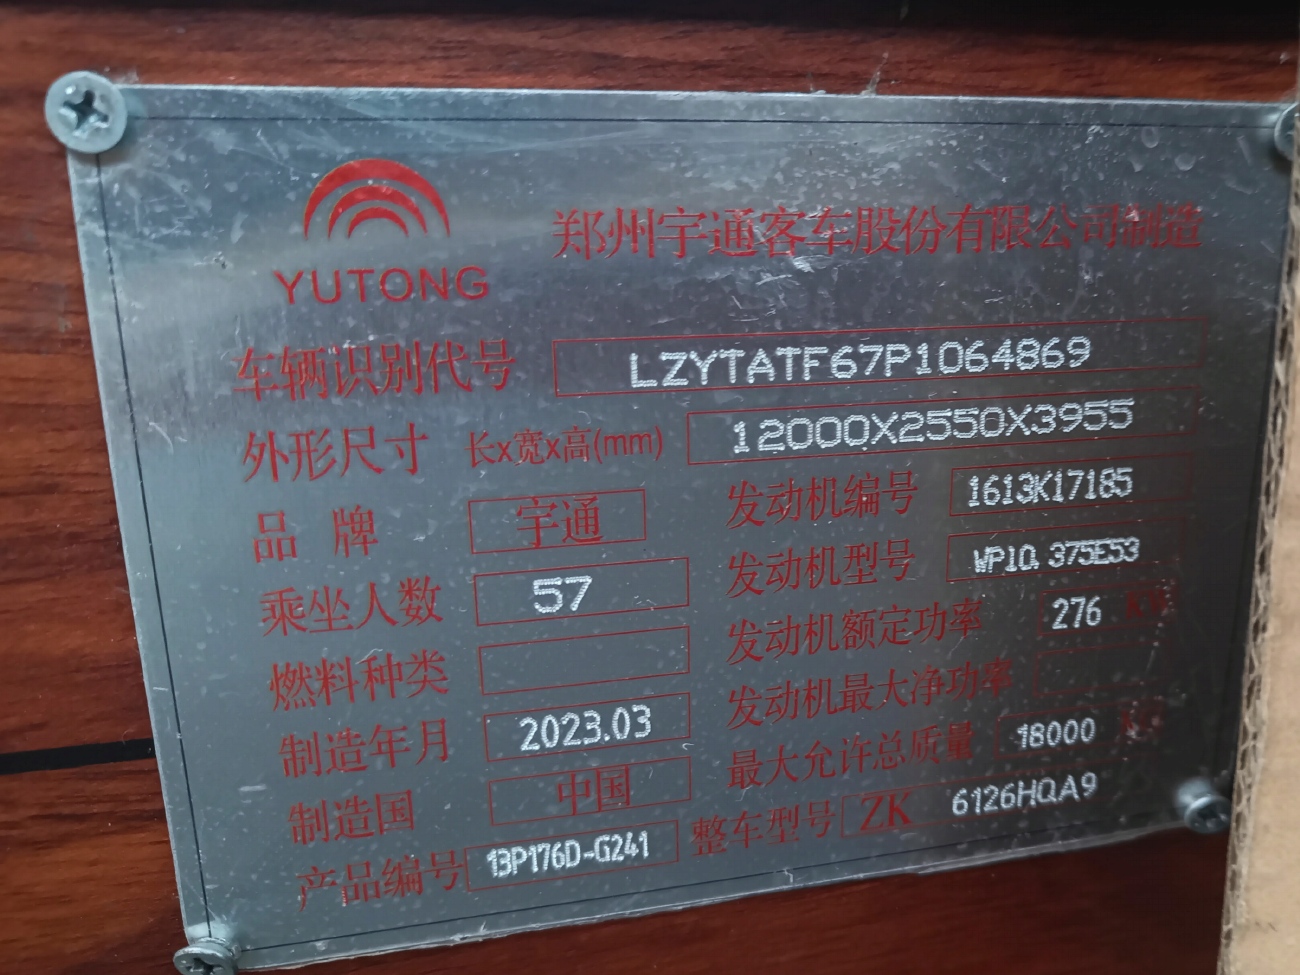 YUTONG
郑州宇通客车股份有限公司制造
车辆识别代号 LZYTATF67P1064869
外形尺寸 长x宽x高(mm) 12000X2550X3955
品 牌 宇通 发动机编号 1613K17185
乘坐人数 57 发动机型号 WP10.375E53
燃料种类 发动机额定功率 276 KW
制造年月 2023.03 发动机最大净功率
制造国 中国 最大允许总质量 18000
产品编号 13P176D-G241 整车型号 ZK 6126HQA9